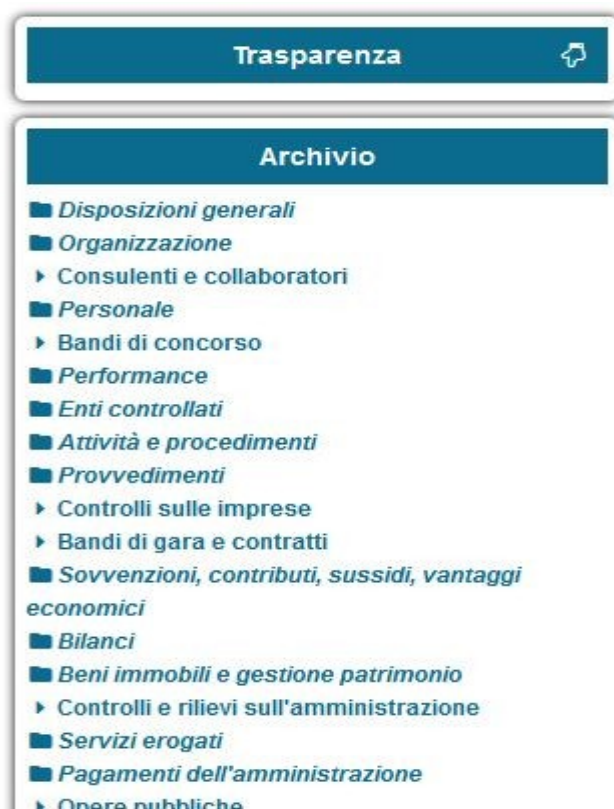 Trasparenza
Archivio
Disposizioni generali
Organizzazione
Consulenti e collaboratori
Personale
Bandi di concorso
Performance
Enti controllati
Attività e procedimenti
Provvedimenti
Controlli sulle imprese
Bandi di gara e contratti
Sovvenzioni, contributi, sussidi, vantaggi
economici
Bilanci
Beni immobili e gestione patrimonio
Controlli e rilievi sull'amministrazione
Servizi erogati
Pagamenti dell'amministrazione
Opere pubbliche